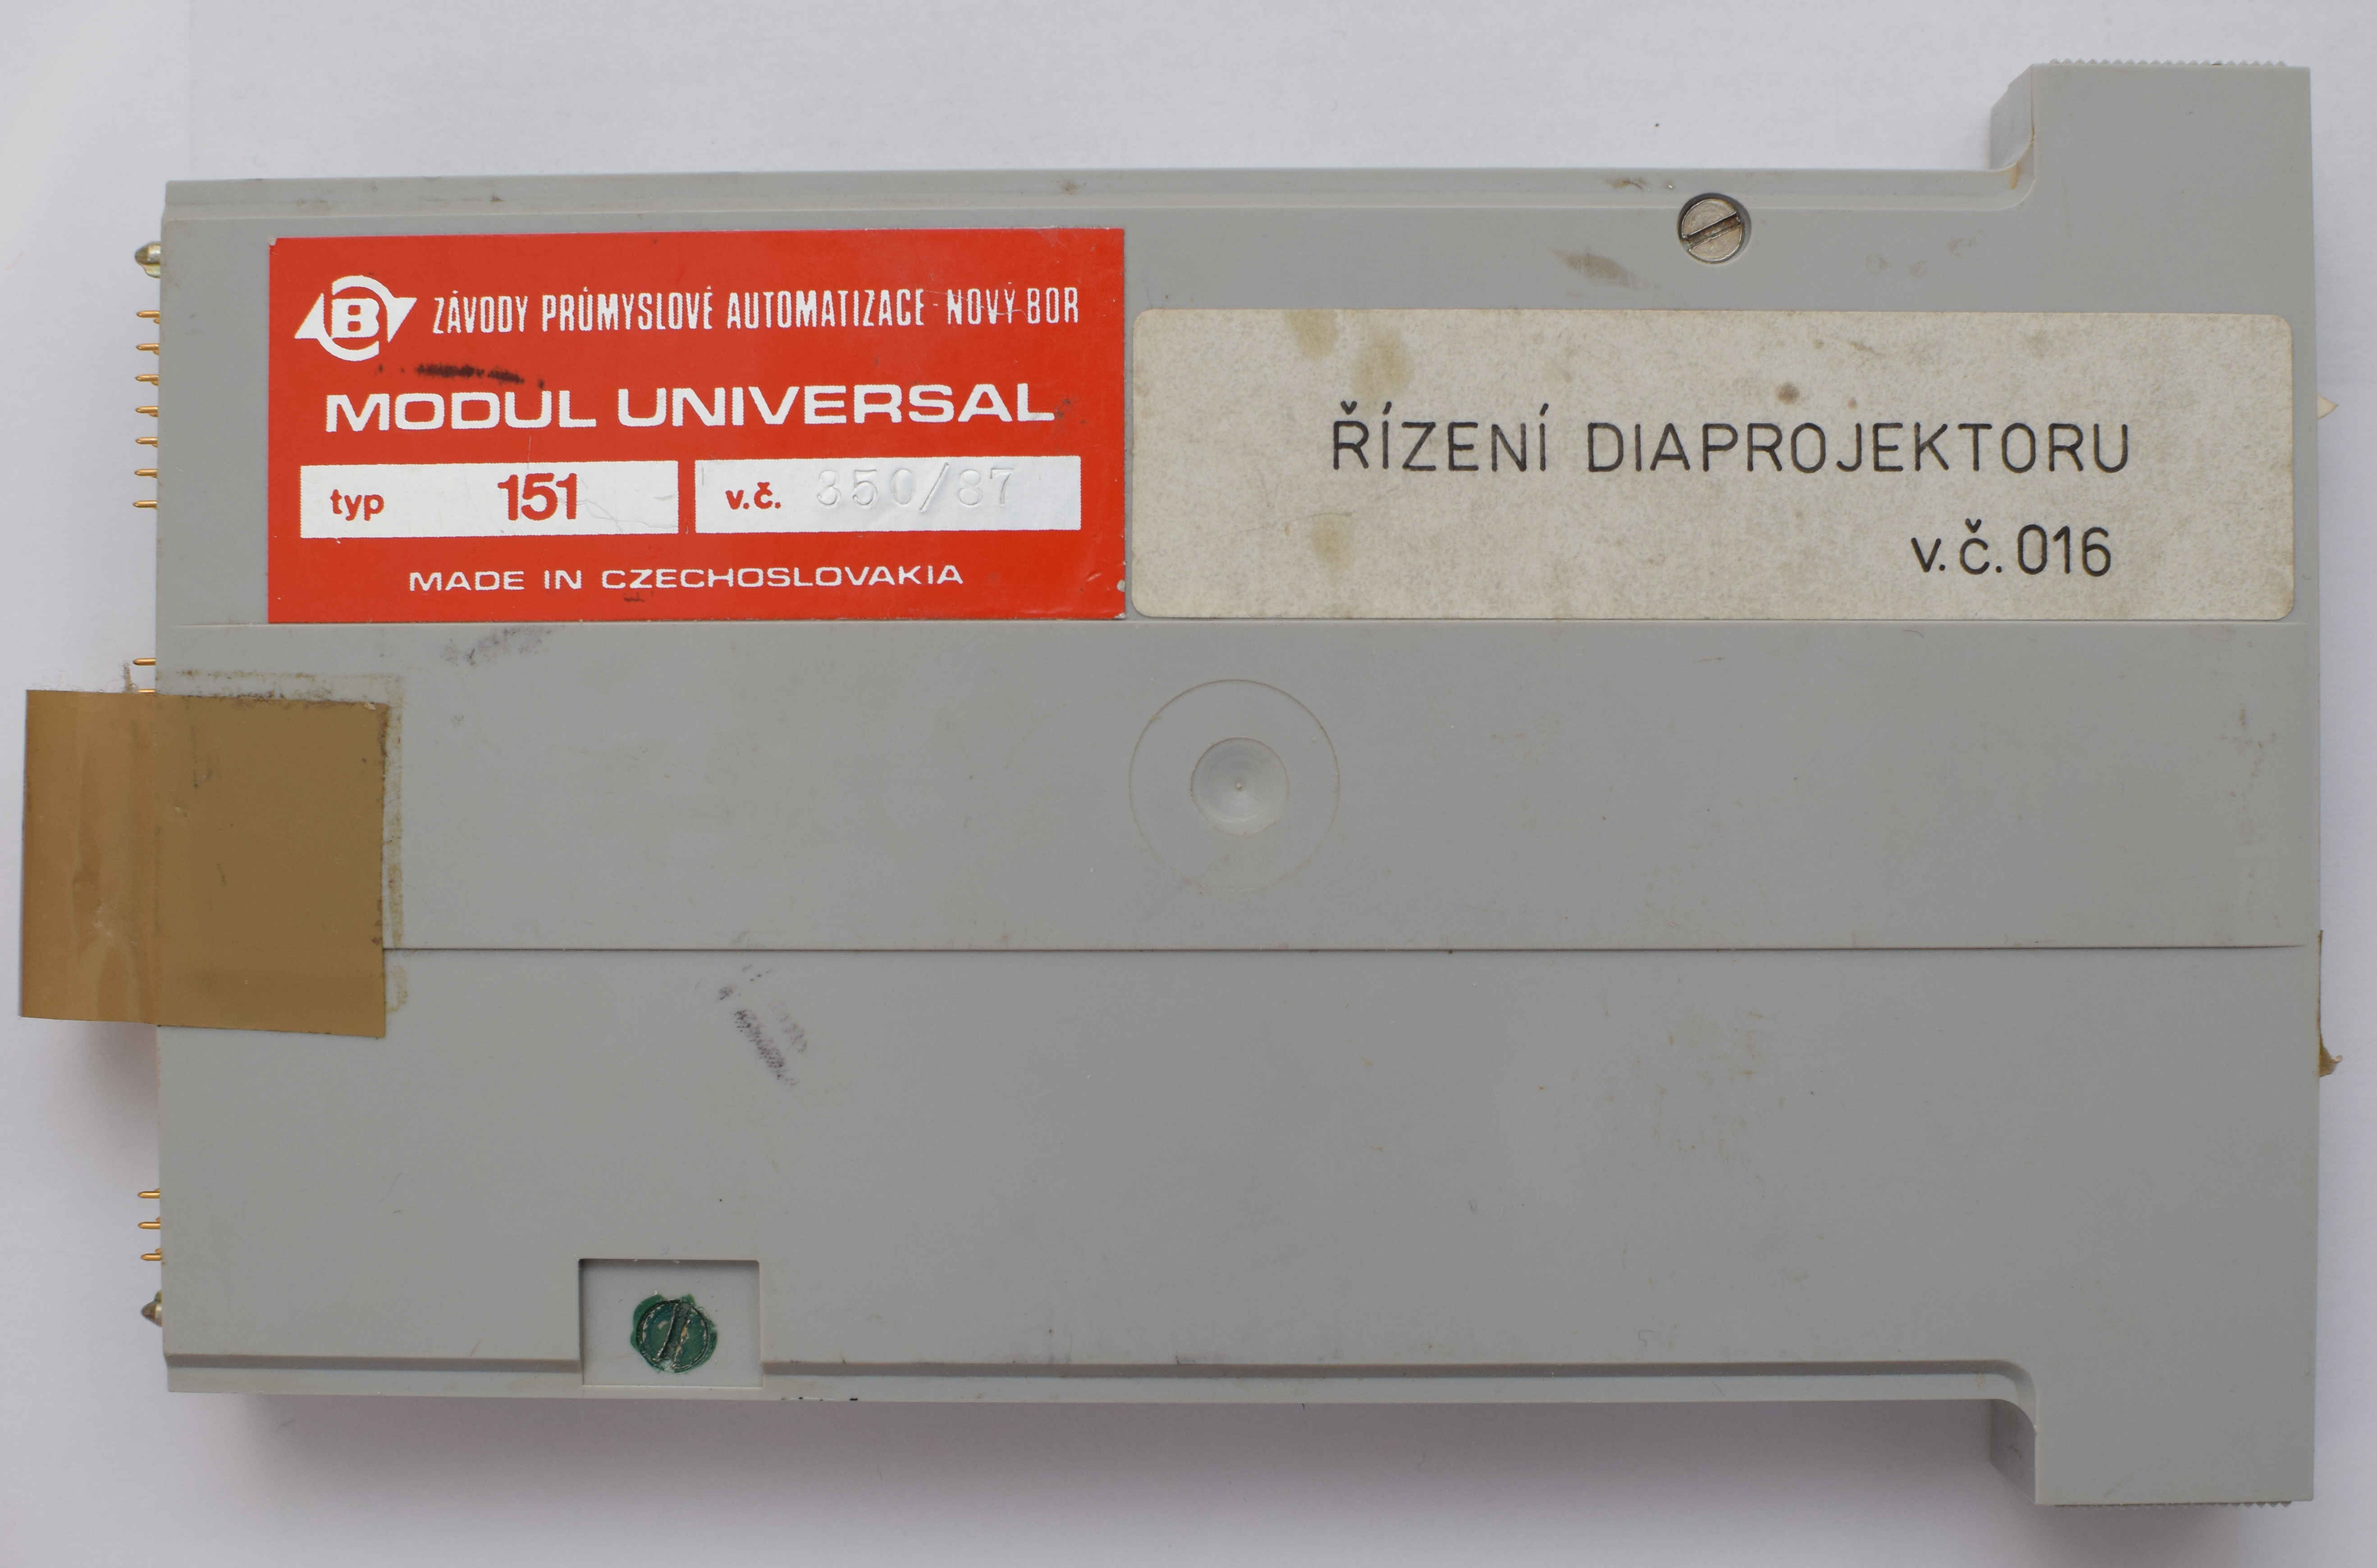 B ZÁVODY PRŮMYSLOVÉ AUTOMATIZACE - NOVÝ BOR
MODUL UNIVERSAL
typ 151 v.č. 350/87
MADE IN CZECHOSLOVAKIA
ŘÍZENÍ DIAPROJEKTORU
v.č. 016